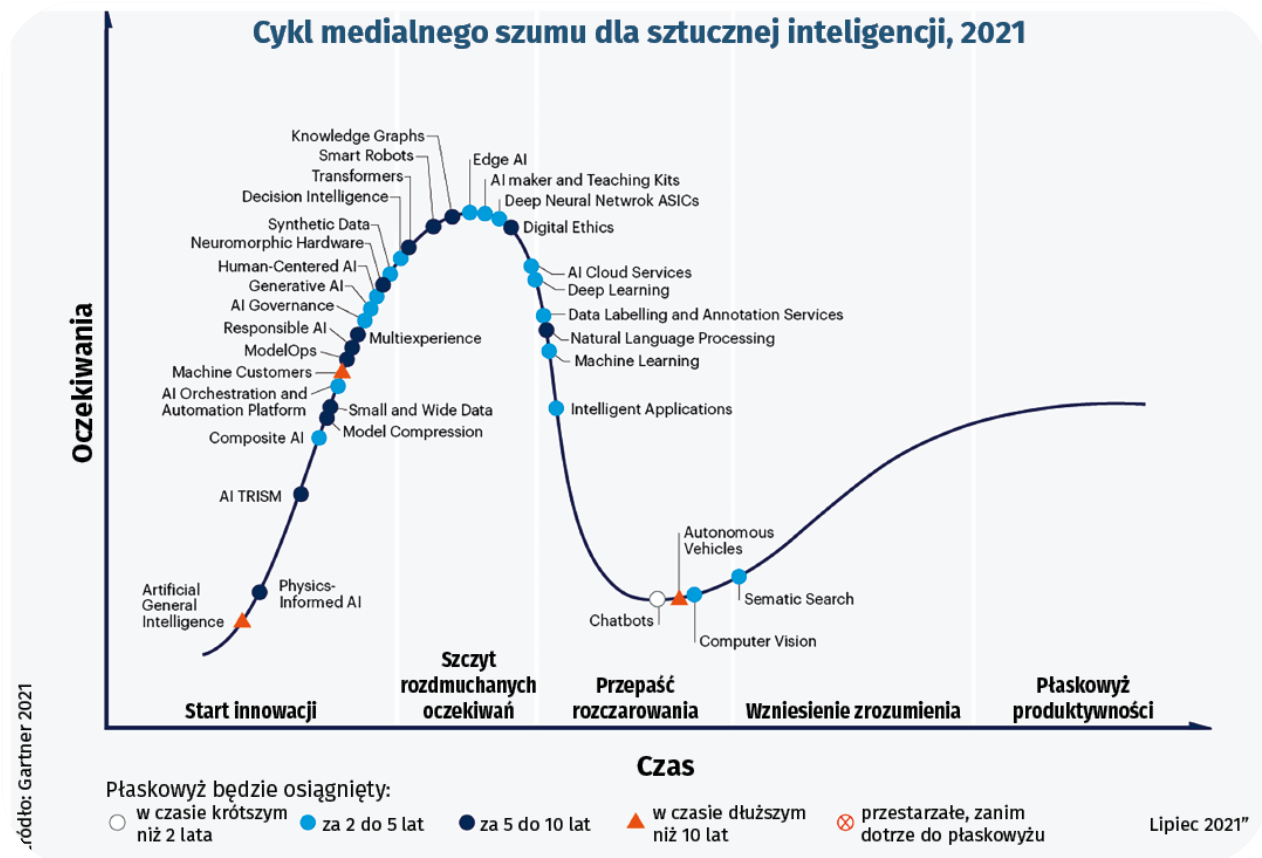 Cykl medialnego szumu dla sztucznej inteligencji, 2021
Oczekiwania
Knowledge Graphs
Smart Robots
Transformers
Decision Intelligence
Synthetic Data
Neuromorphic Hardware
Human-Centered AI
Generative AI
AI Governance
Responsible AI
Multiexperience
ModelOps
Machine Customers
AI Orchestration and
Automation Platform
Small and Wide Data
Model Compression
Composite AI
AI TRISM
Physics-
Informed AI
Artificial
General
Intelligence
Edge AI
AI maker and Teaching Kits
Deep Neural Netwrok ASICs
Digital Ethics
AI Cloud Services
Deep Learning
Data Labelling and Annotation Services
Natural Language Processing
Machine Learning
Intelligent Applications
Autonomous
Vehicles
Chatbots
Computer Vision
Sematic Search
Start innowacji
Szczyt
rozdmuchanych
oczekiwań
Przepaść
rozczarowania
Wzniesienie zrozumienia
Płaskowyż
produktywności
Czas
Płaskowyż będzie osiągnięty:
w czasie krótszym
niż 2 lata
za 2 do 5 lat
za 5 do 10 lat
w czasie dłuższym
niż 10 lat
przestarzałe, zanim
dotrze do płaskowyżu
Lipiec 2021”
Gartner 2021